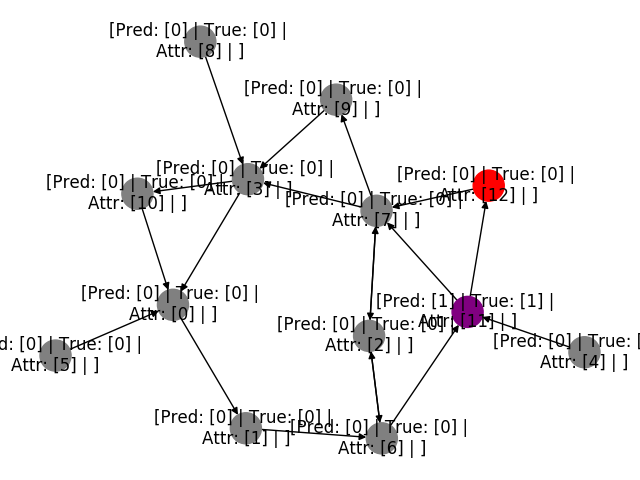 [Pred: [0] | True: [0] |
Attr: [8] | ]
[Pred: [0] | True: [0] |
Attr: [9] | ]
[Pred: [0] | True: [0] |
Attr: [3] | ]
[Pred: [0] | True: [0] |
Attr: [12] | ]
[Pred: [0] | True: [0] |
Attr: [10] | ]
[Pred: [0] | True: [0] |
Attr: [7] | ]
[Pred: [0] | True: [0] |
Attr: [0] | ]
[Pred: [1] | True: [1] |
Attr: [11] | ]
[Pred: [0] | True: [0] |
Attr: [2] | ]
d: [0] | True: [0] |
Attr: [5] | ]
[Pred: [0] | True: [
Attr: [4] | ]
[Pred: [0] | True: [0] |
Attr: [1] | ]
[Pred: [0] | True: [0] |
Attr: [6] | ]